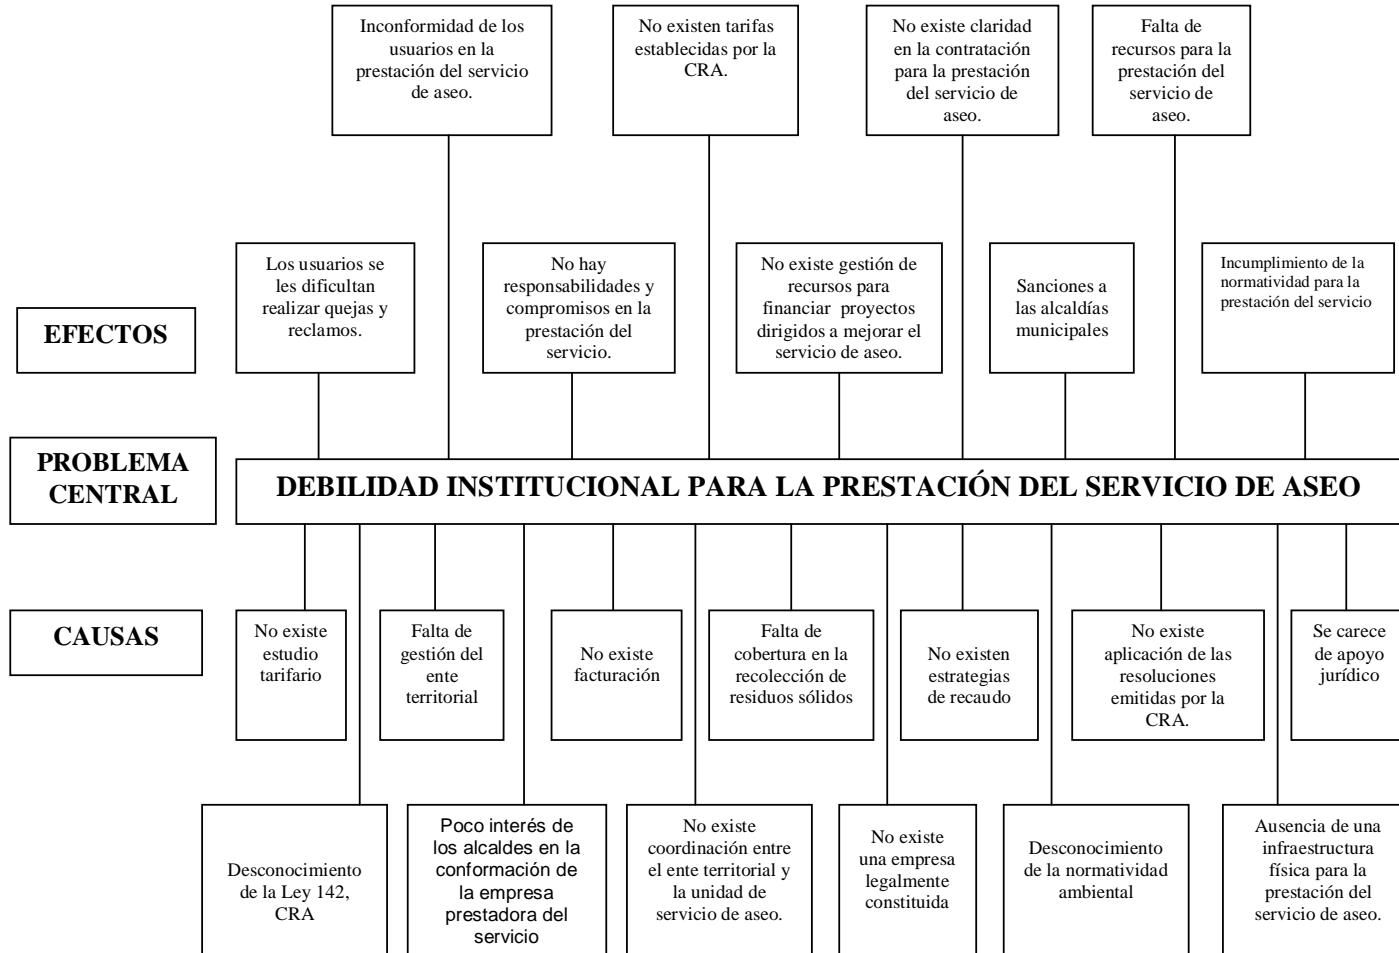 Inconformidad de los
usuarios en la
prestación del servicio
de aseo.
No existen tarifas
establecidas por la
CRA.
No existe claridad
en la contratación
para la prestación
del servicio de
aseo.
Falta de
recursos para la
prestación del
servicio de
aseo.
EFECTOS
Los usuarios se
les dificultan
realizar quejas y
reclamos.
No hay
responsabilidades y
compromisos en la
prestación del
servicio.
No existe gestión de
recursos para
financiar proyectos
dirigidos a mejorar el
servicio de aseo.
Sanciones a
las alcaldías
municipales
Incumplimiento de la
normatividad para la
prestación del servicio
PROBLEMA
CENTRAL
DEBILIDAD INSTITUCIONAL PARA LA PRESTACIÓN DEL SERVICIO DE ASEO
CAUSAS
No existe
estudio
tarifario
Falta de
gestión del
ente
territorial
No existe
facturación
Falta de
cobertura en la
recolección de
residuos sólidos
No existen
estrategias
de recaudo
No existe
aplicación de las
resoluciones
emitidas por la
CRA.
Se carece
de apoyo
jurídico
Desconocimiento
de la Ley 142,
CRA
Poco interés de
los alcaldes en la
conformación de
la empresa
prestadora del
servicio
No existe
coordinación entre
el ente territorial y
la unidad de
servicio de aseo.
No existe
una empresa
legalmente
constituida
Desconocimiento
de la normatividad
ambiental
Ausencia de una
infraestructura
física para la
prestación del
servicio de aseo.